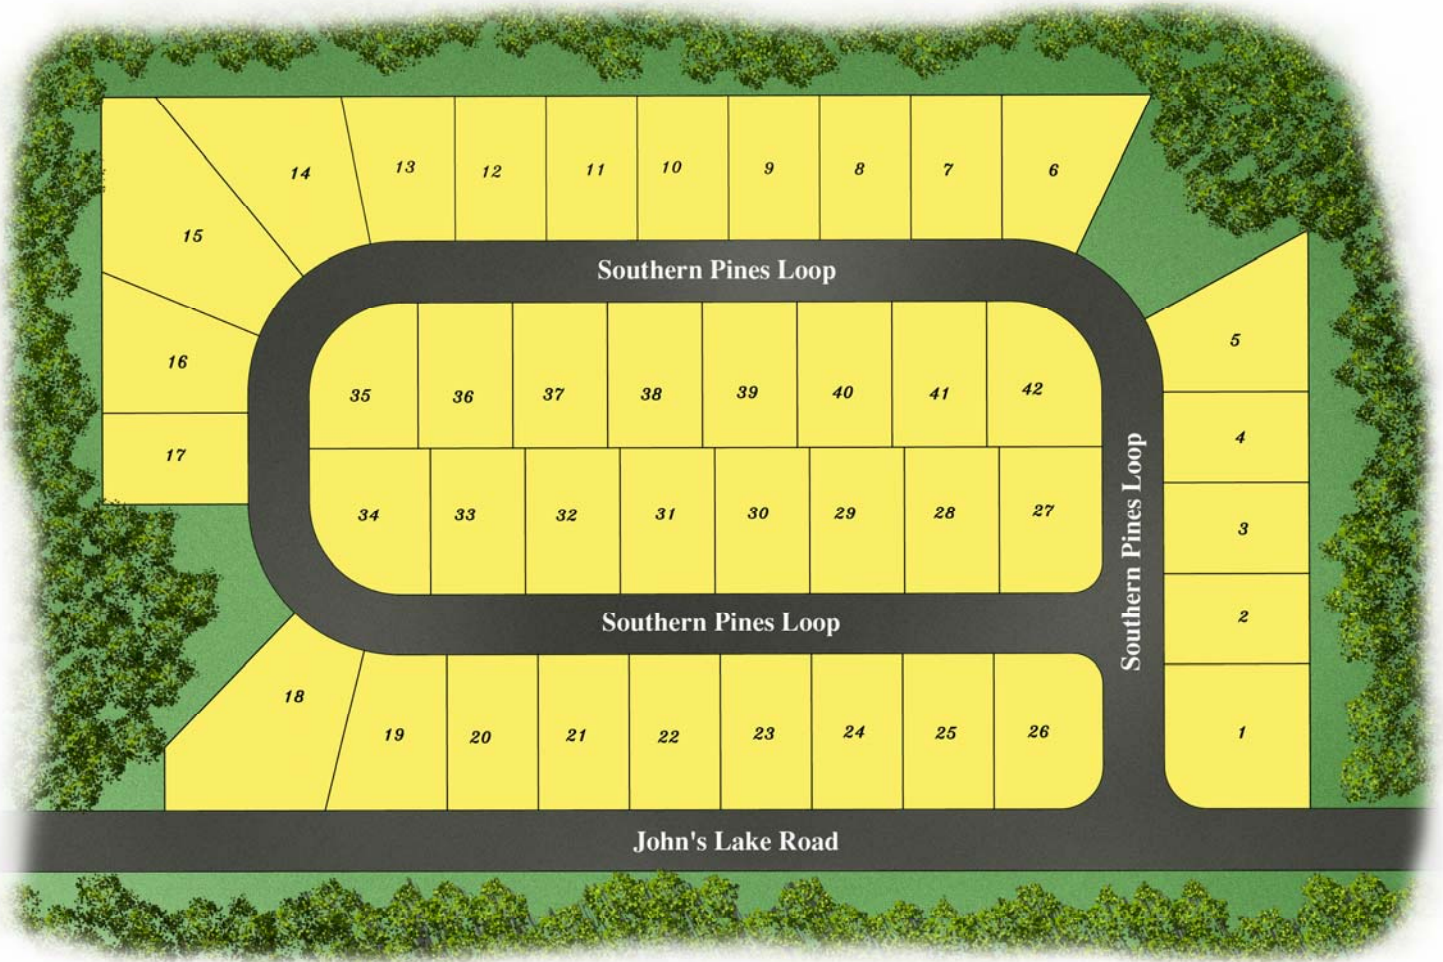 14 13 12 11 10 9 8 7 6
15
Southern Pines Loop
16
5
35 36 37 38 39 40 41 42
4
17
34 33 32 31 30 29 28 27
3
Southern Pines Loop
Southern Pines Loop
2
18
19 20 21 22 23 24 25 26
1
John's Lake Road